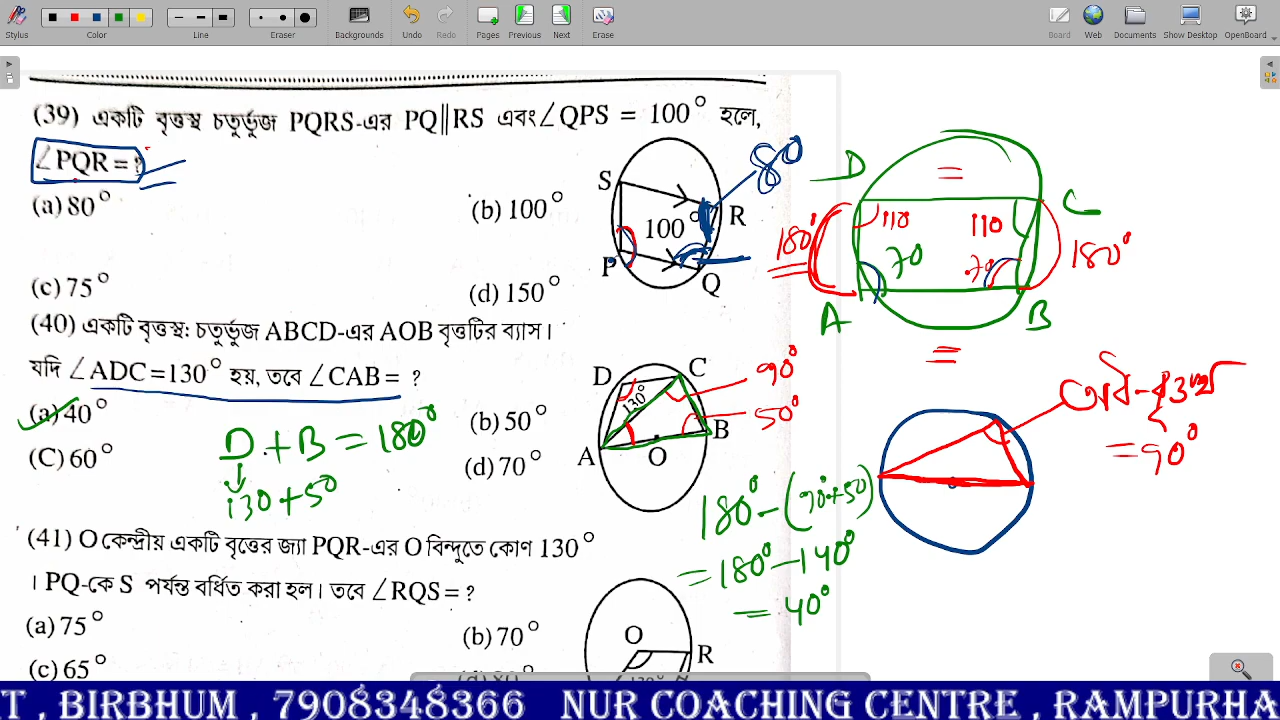 Stylus
Color
Line
Eraser
Backgrounds
Undo
Redo
Pages
Previous
Next
Erase
Board
Web
Documents
Show Desktop
OpenBoard
(39) একটি বৃত্তস্থ চতুর্ভুজ PQRS-এর PQ||RS এবং ∠QPS = 100° হলে,
∠PQR = ?
(a) 80°
(b) 100°
(c) 75°
(d) 150°
S
R
100°
P
Q
80°
(40) একটি বৃত্তস্থ: চতুর্ভুজ ABCD-এর AOB বৃত্তটির ব্যাস।
যদি ∠ADC = 130° হয়, তবে ∠CAB = ?
(a) 40°
(b) 50°
(C) 60°
(d) 70°
D
C
130°
A
O
B
90°
50°
D + B = 180°
130 + 50
180° - (90° + 50)
= 180° - 140°
= 40°
D
=
C
180°
110
110
180°
70
70
A
B
=
অর্ধ-বৃত্তস্থ
= 90°
(41) O কেন্দ্রীয় একটি বৃত্তের জ্যা PQR-এর O বিন্দুতে কোণ 130°
। PQ-কে S পর্যন্ত বর্ধিত করা হল। তবে ∠RQS = ?
(a) 75°
(b) 70°
(c) 65°
O
R
T , BIRBHUM , 7908348366 NUR COACHING CENTRE , RAMPURHA